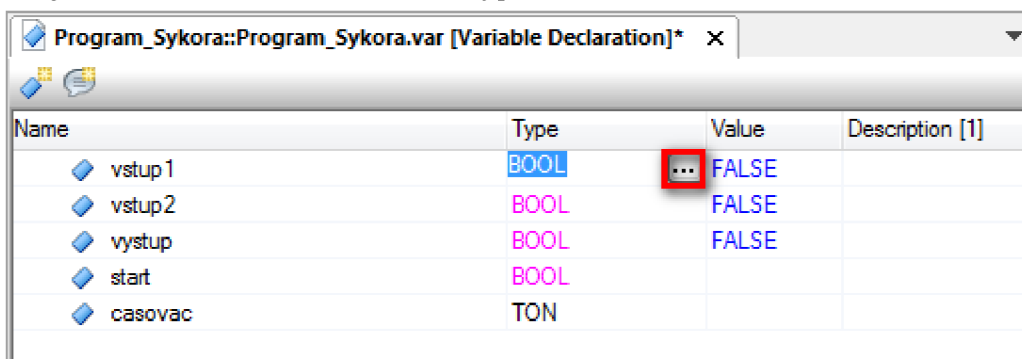 Program_Sykora::Program_Sykora.var [Variable Declaration]*
Name Type Value Description [1]
vstup1 BOOL ... FALSE
vstup2 BOOL FALSE
vystup BOOL FALSE
start BOOL
casovac TON